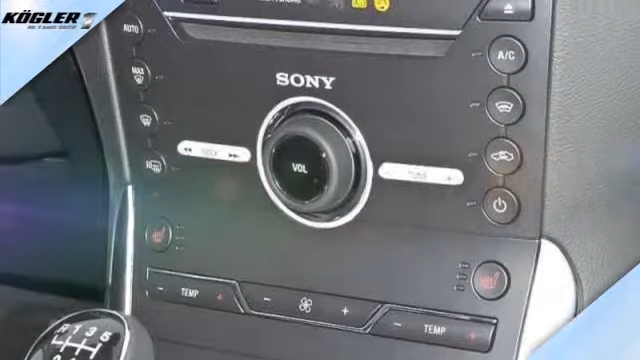 KÖGLER
AUTO
MAX
SONY
A/C
SEEK
VOL
TUNE +
- TEMP +
- +
- TEMP +
R 1 3 5